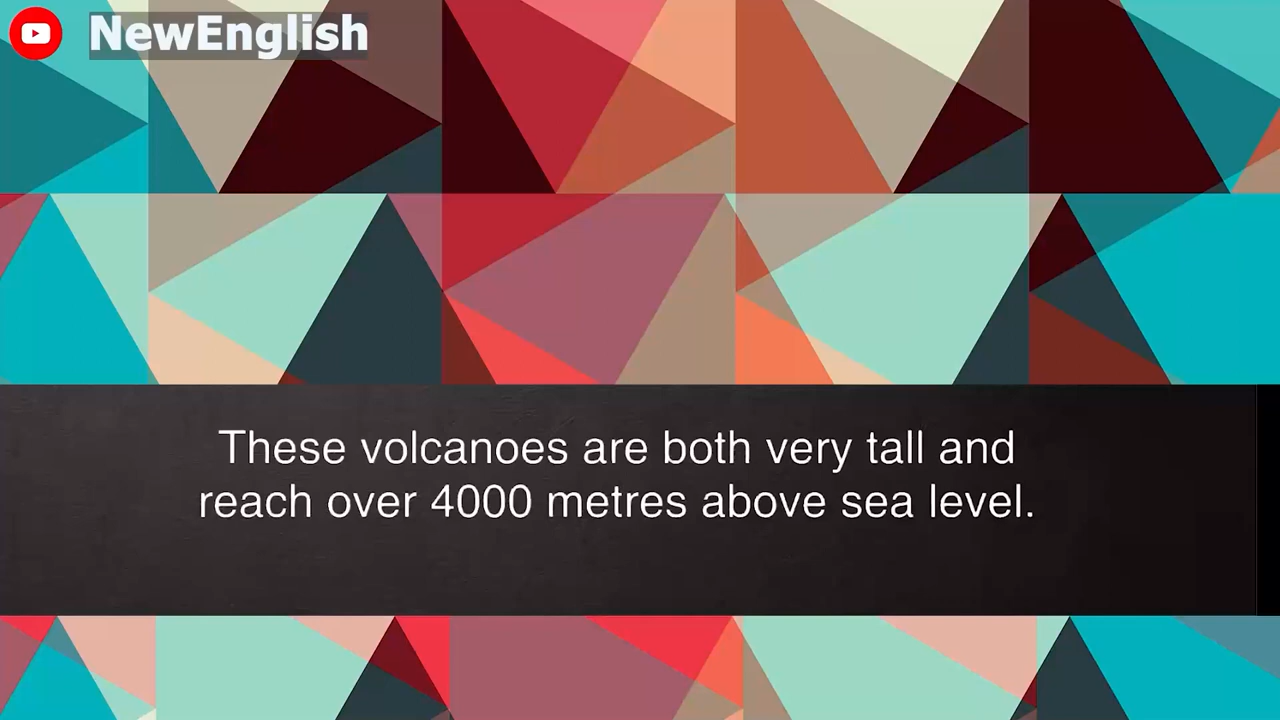 NewEnglish
These volcanoes are both very tall and
reach over 4000 metres above sea level.